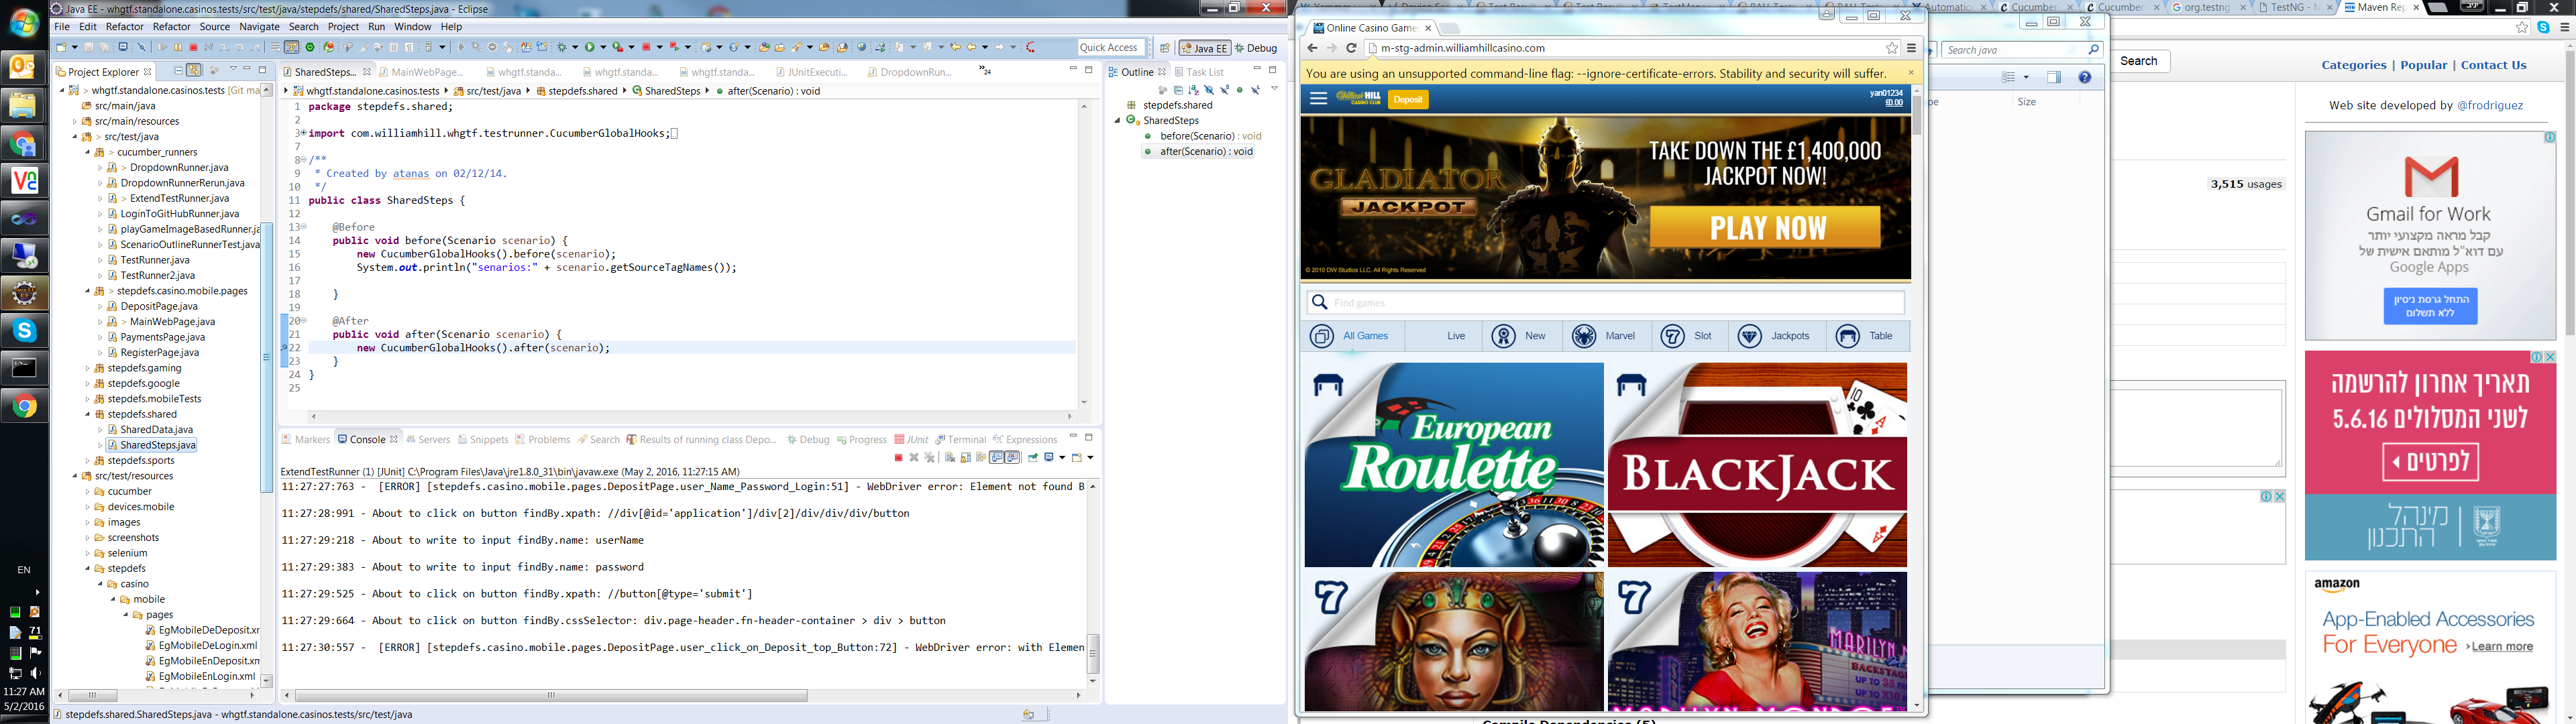 Java EE - whgtf.standalone.casinos.tests/src/test/java/stepdefs/shared/SharedSteps.java - Eclipse
File Edit Refactor Source Navigate Search Project Run Window Help
Quick Access
Java EE
Debug
Project Explorer
whgtf.standalone.casinos.tests [Git ma
src/main/java
src/main/resources
> src/test/java
> cucumber_runners
> DropdownRunner.java
DropdownRunnerRerun.java
> ExtendTestRunner.java
LoginToGitHubRunner.java
playGameImageBasedRunner.ja
ScenarioOutlineRunnerTest.java
TestRunner.java
TestRunner2.java
> stepdefs.casino.mobile.pages
DepositPage.java
> MainWebPage.java
PaymentsPage.java
RegisterPage.java
stepdefs.gaming
stepdefs.google
stepdefs.mobileTests
stepdefs.shared
SharedData.java
SharedSteps.java
stepdefs.sports
src/test/resources
cucumber
devices.mobile
images
screenshots
selenium
stepdefs
casino
mobile
pages
EgMobileDeDeposit.xr
EgMobileDeLogin.xml
EgMobileEnDeposit.xm
EgMobileEnLogin.xml
SharedSteps...
MainWebPage...
whgtf.standa...
whgtf.standa...
whgtf.standa...
JUnitExecuti...
DropdownRun...
24
whgtf.standalone.casinos.tests
src/test/java
stepdefs.shared
SharedSteps
after(Scenario) : void
1 package stepdefs.shared;
2
3 import com.williamhill.whgtf.testrunner.CucumberGlobalHooks;
7
8 /**
9 * Created by atanas on 02/12/14.
10 */
11 public class SharedSteps {
12
13 @Before
14 public void before(Scenario scenario) {
15 new CucumberGlobalHooks().before(scenario);
16 System.out.println("senarios:" + scenario.getSourceTagNames());
17
18 }
19
20 @After
21 public void after(Scenario scenario) {
22 new CucumberGlobalHooks().after(scenario);
23 }
24 }
25
Outline
Task List
stepdefs.shared
SharedSteps
before(Scenario) : void
after(Scenario) : void
Markers Console Servers Snippets Problems Search Results of running class Depo... Debug Progress JUnit Terminal Expressions
ExtendTestRunner (1) [JUnit] C:\Program Files\Java\jre1.8.0_31\bin\javaw.exe (May 2, 2016, 11:27:15 AM)
11:27:27:763 - [ERROR] [stepdefs.casino.mobile.pages.DepositPage.user_Name_Password_Login:51] - WebDriver error: Element not found B
11:27:28:991 - About to click on button findBy.xpath: //div[@id='application']/div[2]/div/div/div/button
11:27:29:218 - About to write to input findBy.name: userName
11:27:29:383 - About to write to input findBy.name: password
11:27:29:525 - About to click on button findBy.xpath: //button[@type='submit']
11:27:29:664 - About to click on button findBy.cssSelector: div.page-header.fn-header-container > div > button
11:27:30:557 - [ERROR] [stepdefs.casino.mobile.pages.DepositPage.user_click_on_Deposit_top_Button:72] - WebDriver error: with Elemen
stepdefs.shared.SharedSteps.java - whgtf.standalone.casinos.tests/src/test/java
EN
71
11:27 AM
5/2/2016
Online Casino Game
m-stg-admin.williamhillcasino.com
You are using an unsupported command-line flag: --ignore-certificate-errors. Stability and security will suffer.
William HILL
CASINO CLUB
Deposit
yan01234
£0.00
GLADIATOR
JACKPOT
TAKE DOWN THE £1,400,000
JACKPOT NOW!
PLAY NOW
© 2010 DW Studios LLC. All Rights Reserved
Find games
All Games
Live
New
Marvel
Slot
Jackpots
Table
European
Roulette
BLACKJACK
7
7
MARILYN MONROE
Search java
Size
Automatio
Cucumber
Cucumber
org.testng
TestNG - M
Maven Rep
Search
Categories | Popular | Contact Us
3,515 usages
Web site developed by @frodriguez
Gmail for Work
קבל מראה מקצועי יותר
עם דוא"ל מותאם אישית של
Google Apps
התחל גרסת ניסיון
ללא תשלום
תאריך אחרון להרשמה
לשני המסלולים 5.6.16
לפרטים
מינהל
התכנון
amazon
App-Enabled Accessories
For Everyone
›Learn more